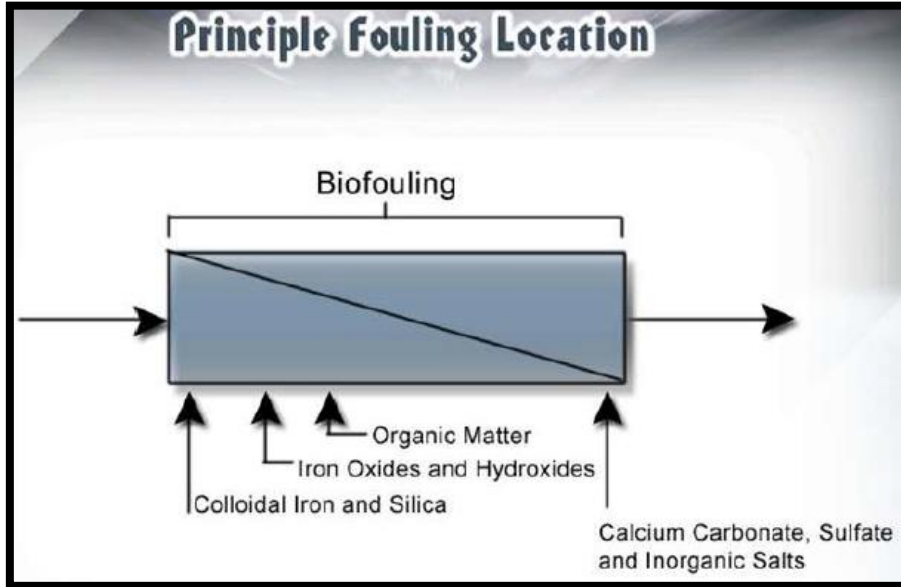 Principle Fouling Location
Biofouling
Organic Matter
Iron Oxides and Hydroxides
Colloidal Iron and Silica
Calcium Carbonate, Sulfate
and Inorganic Salts